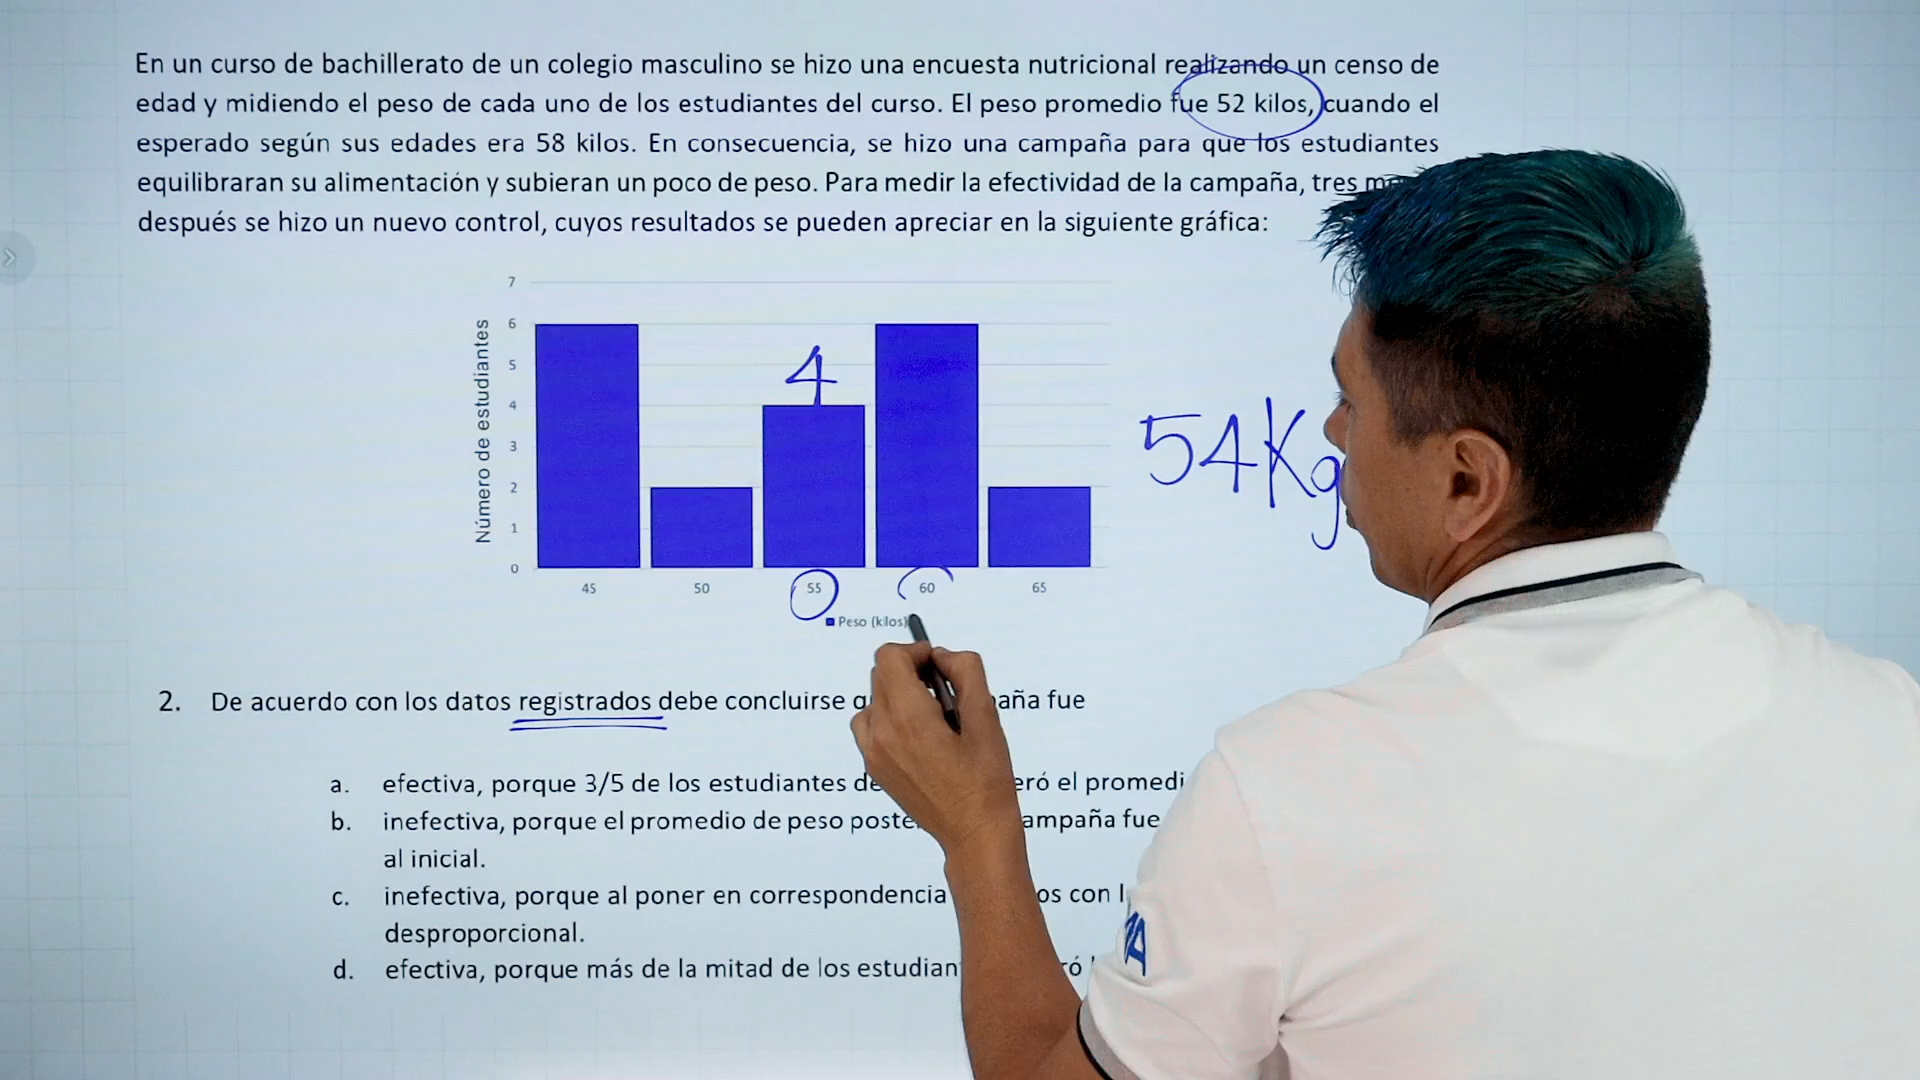 En un curso de bachillerato de un colegio masculino se hizo una encuesta nutricional realizando un censo de
edad y midiendo el peso de cada uno de los estudiantes del curso. El peso promedio fue 52 kilos, cuando el
esperado según sus edades era 58 kilos. En consecuencia, se hizo una campaña para que los estudiantes
equilibraran su alimentación y subieran un poco de peso. Para medir la efectividad de la campaña, tres
después se hizo un nuevo control, cuyos resultados se pueden apreciar en la siguiente gráfica:
Número de estudiantes
7
6
5
4
3
2
1
0
4
54Kg
45 50 55 60 65
Peso (kilos)
2. De acuerdo con los datos registrados debe concluirse aña fue
a. efectiva, porque 3/5 de los estudiantes de eró el promedi
b. inefectiva, porque el promedio de peso poste ampaña fue
al inicial.
c. inefectiva, porque al poner en correspondencia os con l
desproporcional.
d. efectiva, porque más de la mitad de los estudian ró